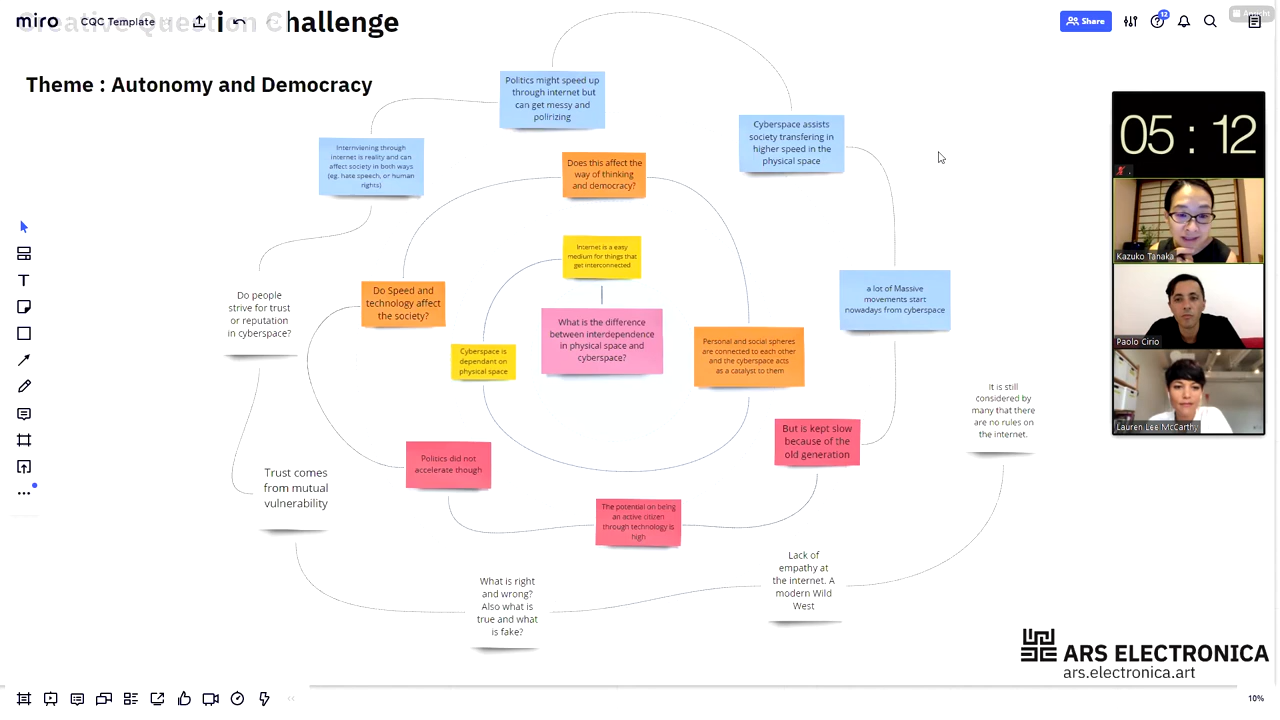 miro
CQC Template
Creative Question Challenge
Share
12
Ansicht
Theme : Autonomy and Democracy
Politics might speed up
through internet but
can get messy and
polirizing
Cyberspace assists
society transfering in
higher speed in the
physical space
Internviening through
internet is reality and can
affect society in both ways
(eg. hate speech, or human
rights)
Does this affect the
way of thinking
and democracy?
Internet is a easy
medium for things that
get interconnected
Do people
strive for trust
or reputation
in cyberspace?
Do Speed and
technology affect
the society?
What is the difference
between interdependence
in physical space and
cyberspace?
Cyberspace is
dependant on
physical space
Personal and social spheres
are connected to each other
and the cyberspace acts
as a catalyst to them
a lot of Massive
movements start
nowadays from cyberspace
It is still
considered by
many that there
are no rules on
the internet.
But is kept slow
because of the
old generation
Politics did not
accelerate though
Trust comes
from mutual
vulnerability
The potential on being
an active citizen
through technology is
high
What is right
and wrong?
Also what is
true and what
is fake?
Lack of
empathy at
the internet. A
modern Wild
West
05 : 12
Kazuko Tanaka
Paolo Cirio
Lauren Lee McCarthy
ARS ELECTRONICA
ars.electronica.art
10%